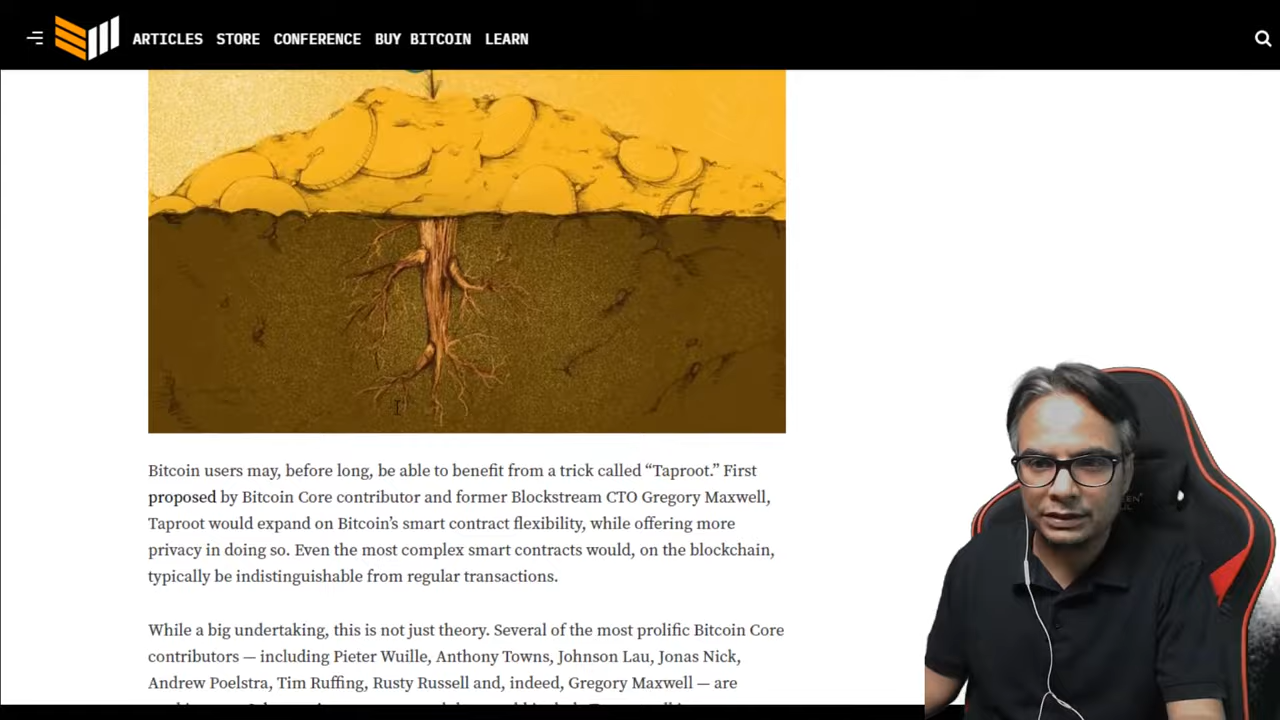 ARTICLES STORE CONFERENCE BUY BITCOIN LEARN
Bitcoin users may, before long, be able to benefit from a trick called “Taproot.” First
proposed by Bitcoin Core contributor and former Blockstream CTO Gregory Maxwell,
Taproot would expand on Bitcoin’s smart contract flexibility, while offering more
privacy in doing so. Even the most complex smart contracts would, on the blockchain,
typically be indistinguishable from regular transactions.
While a big undertaking, this is not just theory. Several of the most prolific Bitcoin Core
contributors — including Pieter Wuille, Anthony Towns, Johnson Lau, Jonas Nick,
Andrew Poelstra, Tim Ruffing, Rusty Russell and, indeed, Gregory Maxwell — are